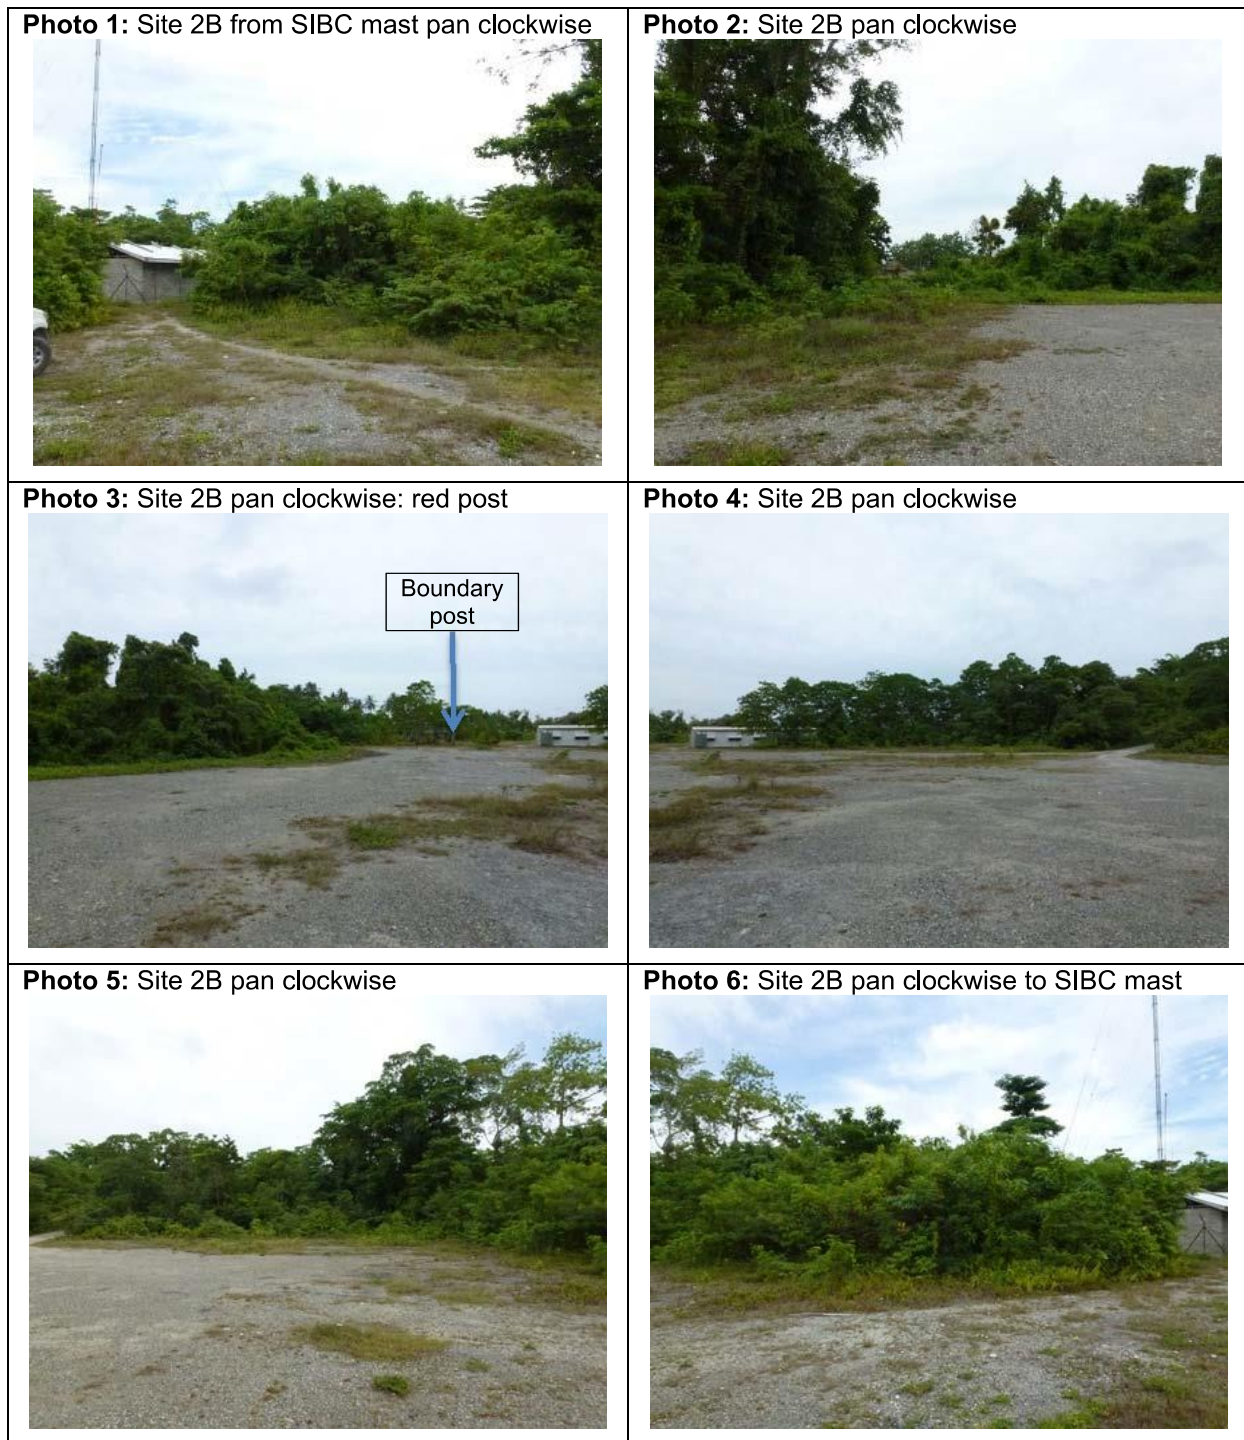 Photo 1: Site 2B from SIBC mast pan clockwise
Photo 2: Site 2B pan clockwise
Photo 3: Site 2B pan clockwise: red post
Boundary
post
Photo 4: Site 2B pan clockwise
Photo 5: Site 2B pan clockwise
Photo 6: Site 2B pan clockwise to SIBC mast